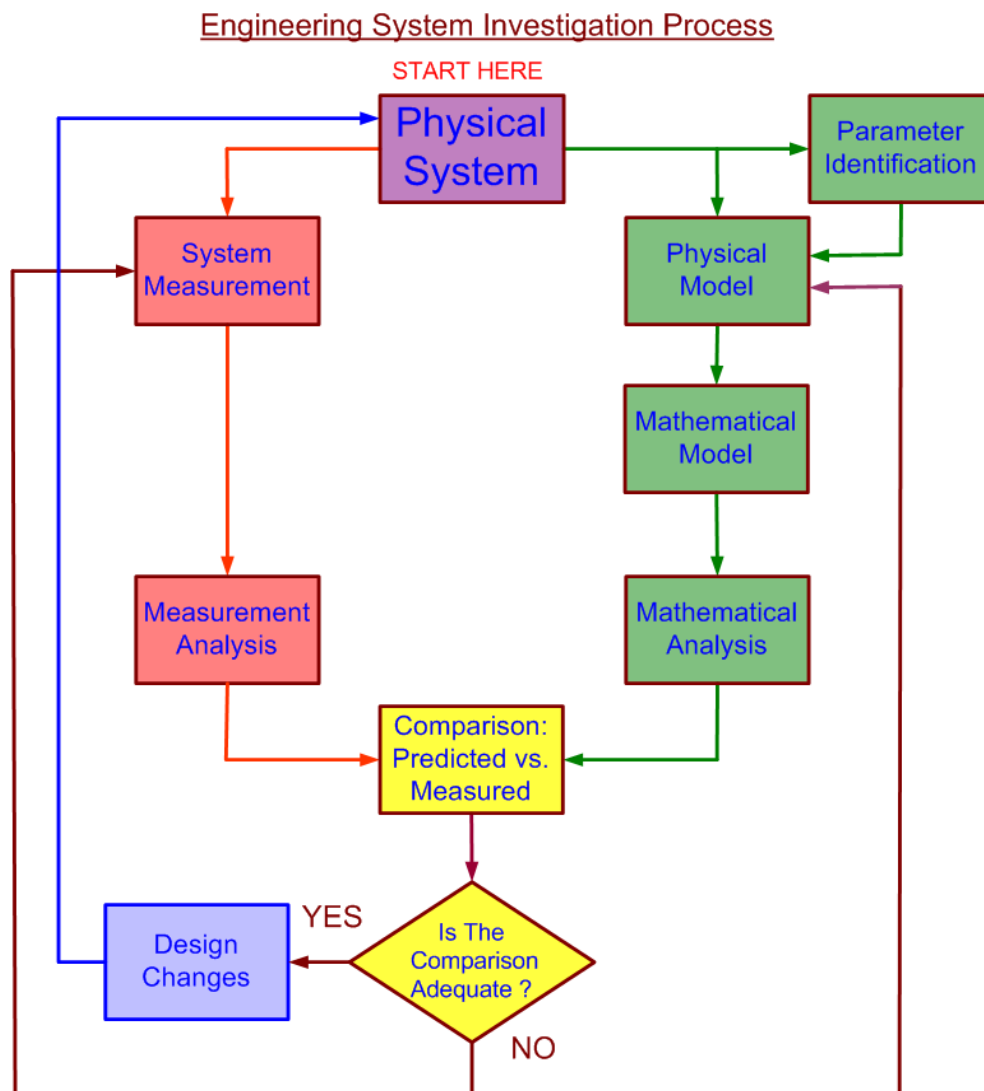 Engineering System Investigation Process
START HERE
Physical
System
Parameter
Identification
System
Measurement
Physical
Model
Mathematical
Model
Measurement
Analysis
Mathematical
Analysis
Comparison:
Predicted vs.
Measured
YES
Is The
Comparison
Adequate ?
Design
Changes
NO